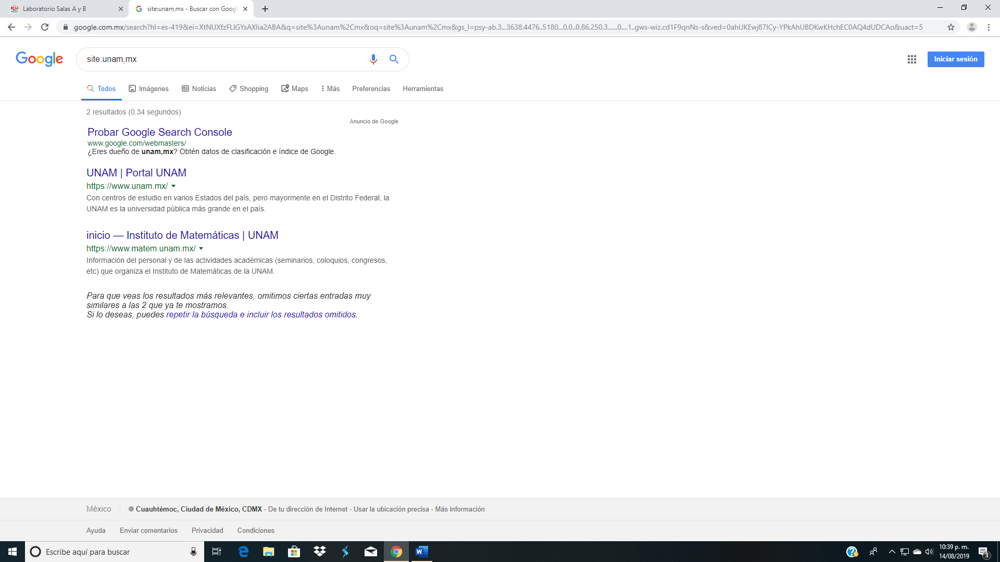 Laboratorio Salas A y B
site:unam,mx - Buscar con Googl
google.com.mx/search?hl=es-419&ei=XtNUXfzFLIGYsAXIia2ABA&q=site%3Aunam%2Cmx&oq=site%3Aunam%2Cmx&gs_l=psy-ab.3...3638.4476..5180...0.0..0.86.250.3......0....1..gws-wiz.cd1F9qnNs-s&ved=0ahUKEwj87ICy-YPkAhUBDKwKHchEC0AQ4dUDCAo&uact=5
Google
site:unam,mx
Iniciar sesión
Todos Imágenes Noticias Shopping Maps Más Preferencias Herramientas
2 resultados (0.34 segundos)
Anuncio de Google
Probar Google Search Console
www.google.com/webmasters/
¿Eres dueño de unam,mx? Obtén datos de clasificación e índice de Google.
UNAM | Portal UNAM
https://www.unam.mx/
Con centros de estudio en varios Estados del país, pero mayormente en el Distrito Federal, la
UNAM es la universidad pública más grande en el país.
inicio — Instituto de Matemáticas | UNAM
https://www.matem.unam.mx/
Información del personal y de las actividades académicas (seminarios, coloquios, congresos,
etc) que organiza el Instituto de Matemáticas de la UNAM.
Para que veas los resultados más relevantes, omitimos ciertas entradas muy
similares a las 2 que ya te mostramos.
Si lo deseas, puedes repetir la búsqueda e incluir los resultados omitidos.
México
Cuauhtémoc, Ciudad de México, CDMX - De tu dirección de Internet - Usar la ubicación precisa - Más información
Ayuda Enviar comentarios Privacidad Condiciones
Escribe aquí para buscar
10:39 p. m.
14/08/2019
3